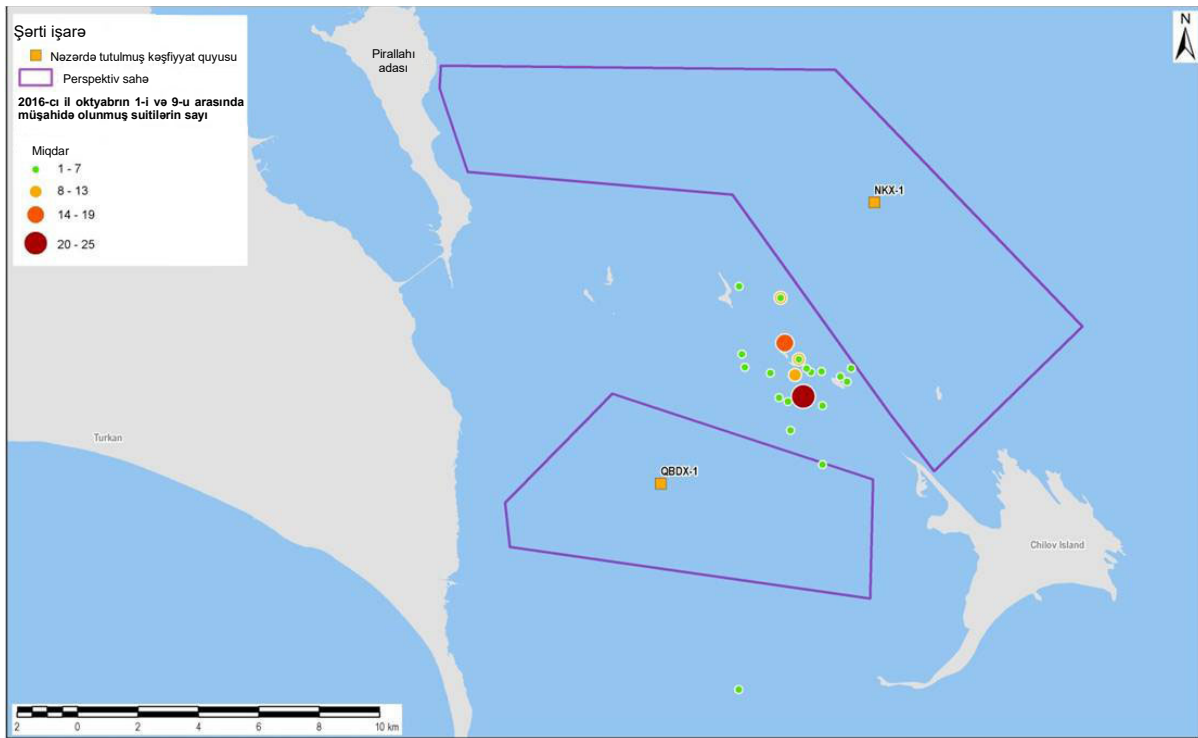 Şərti işarə
Nəzərdə tutulmuş kəşfiyyat quyusu
Perspektiv sahə
2016-cı il oktyabrın 1-i və 9-u arasında
müşahidə olunmuş suitilərin sayı
Miqdar
1 - 7
8 - 13
14 - 19
20 - 25
Pirallahı
adası
N
NKX-1
Turkan
QBDX-1
Chilov Island
2 0 2 4 6 8 10 km